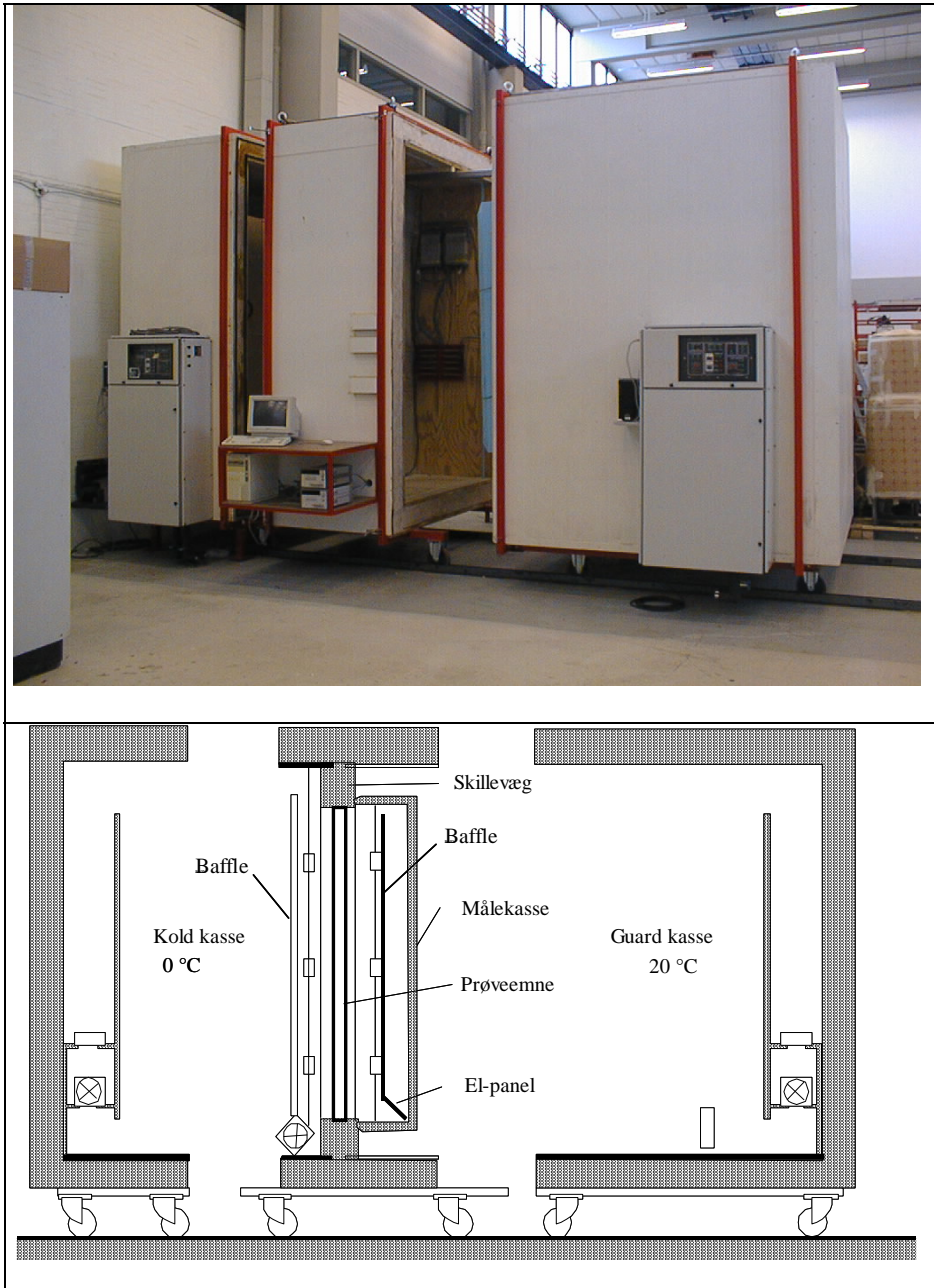 Skillevæg
Baffle
Baffle
Målekasse
Kold kasse
0 °C
Guard kasse
20 °C
Prøveemne
El-panel